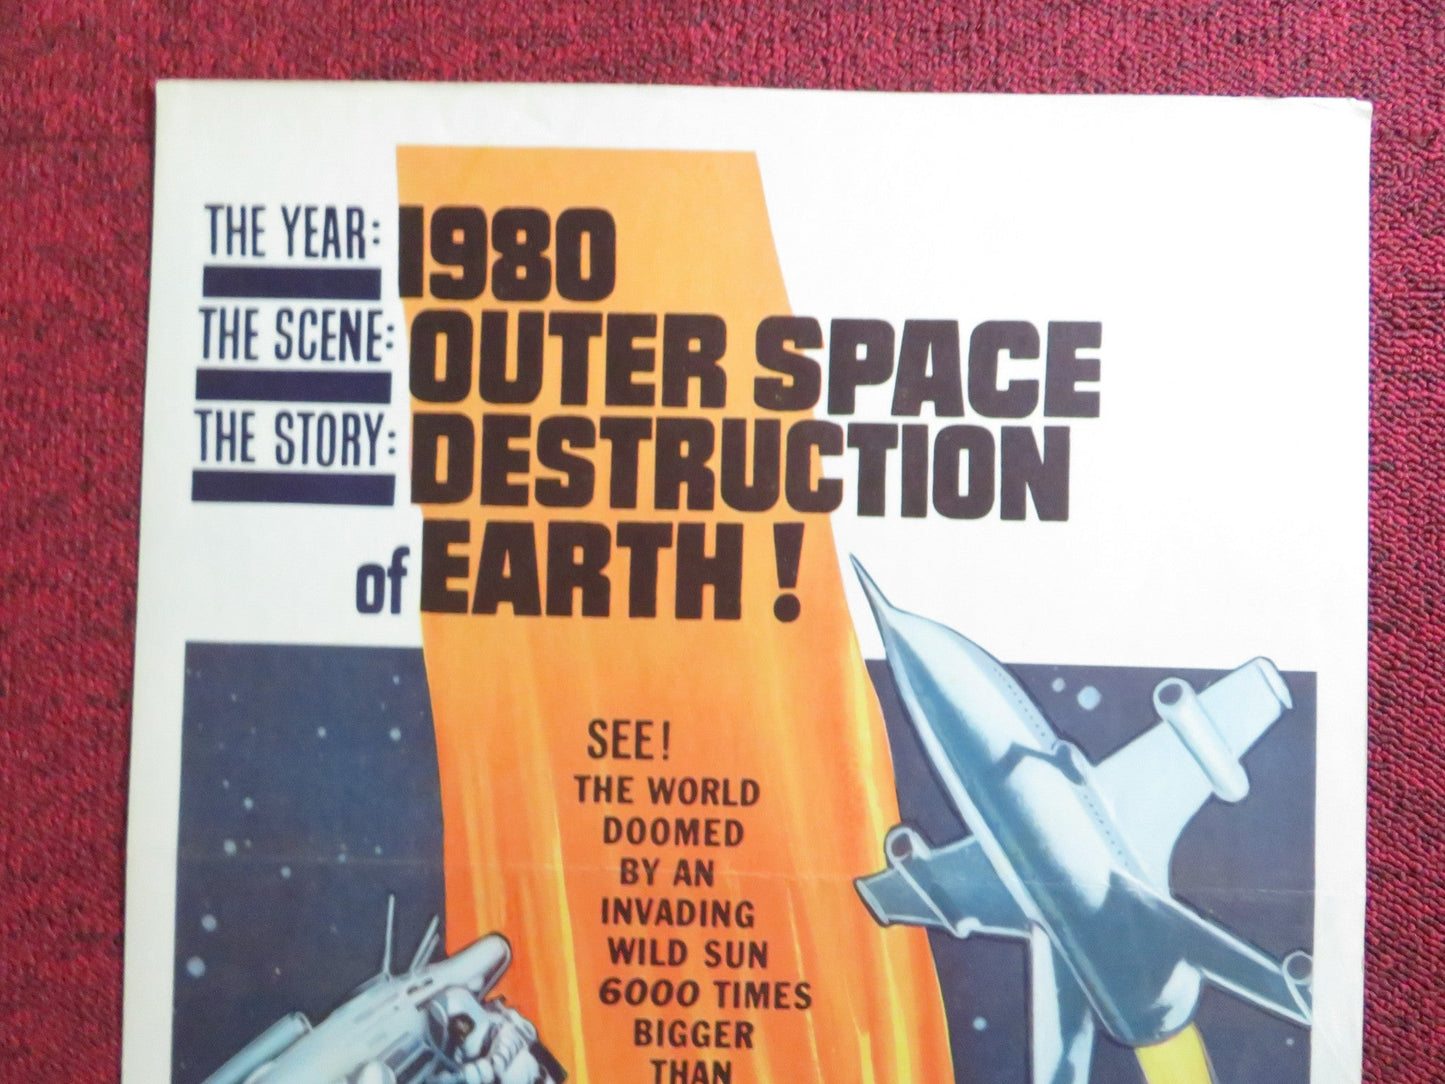 THE YEAR: 1980
THE SCENE: OUTER SPACE
THE STORY: DESTRUCTION
of EARTH!
SEE!
THE WORLD
DOOMED
BY AN
INVADING
WILD SUN
6000 TIMES
BIGGER
THAN